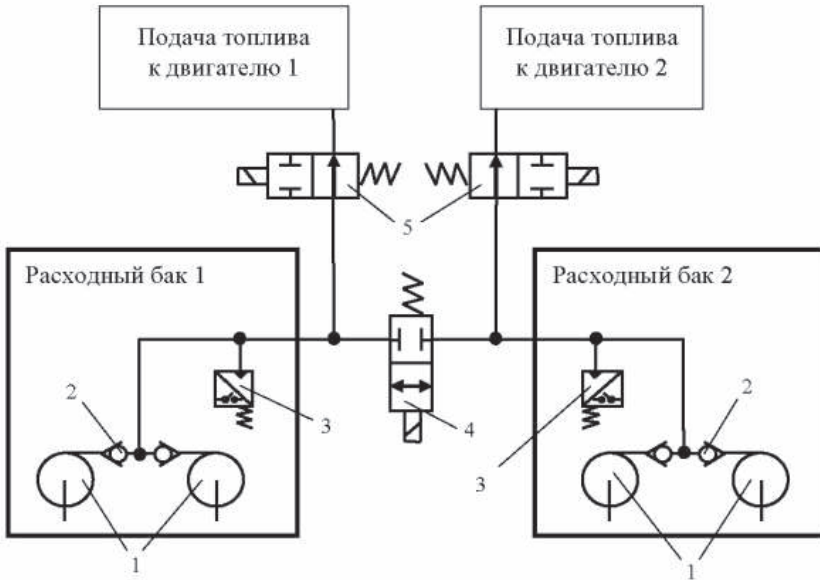 Подача топлива
к двигателю 1
Подача топлива
к двигателю 2
5
Расходный бак 1
Расходный бак 2
2
3
4
2
3
1
1